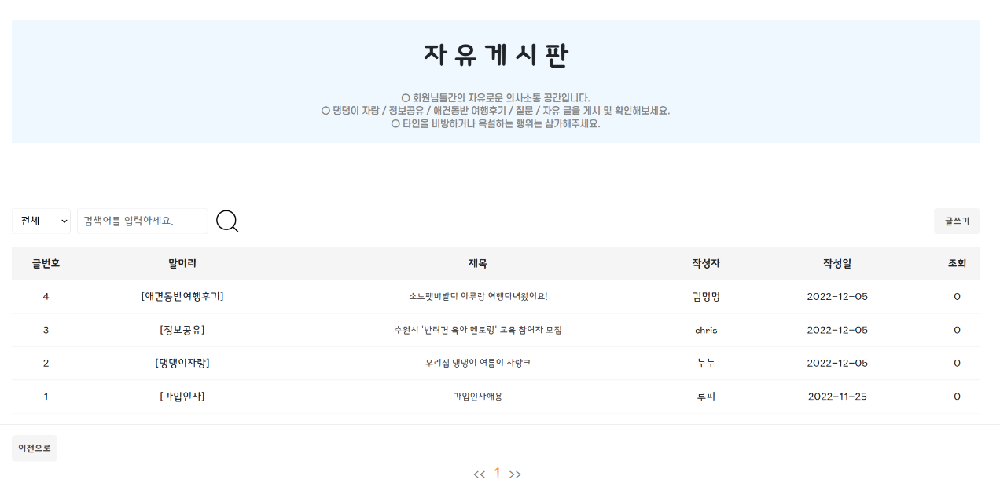 자유게시판
○ 회원님들간의 자유로운 의사소통 공간입니다.
○ 댕댕이 자랑 / 정보공유 / 애견동반 여행후기 / 질문 / 자유 글을 게시 및 확인해보세요.
○ 타인을 비방하거나 욕설하는 행위는 삼가해주세요.
전체 검색어를 입력하세요. 글쓰기
글번호 말머리 제목 작성자 작성일 조회
4 [애견동반여행후기] 소노펫비발디 아루랑 여행다녀왔어요! 김멍멍 2022-12-05 0
3 [정보공유] 수원시 '반려견 육아 멘토링' 교육 참여자 모집 chris 2022-12-05 0
2 [댕댕이자랑] 우리집 댕댕이 여름이 자랑ㅋ 누누 2022-12-05 0
1 [가입인사] 가입인사해용 루피 2022-11-25 0
이전으로
<< 1 >>